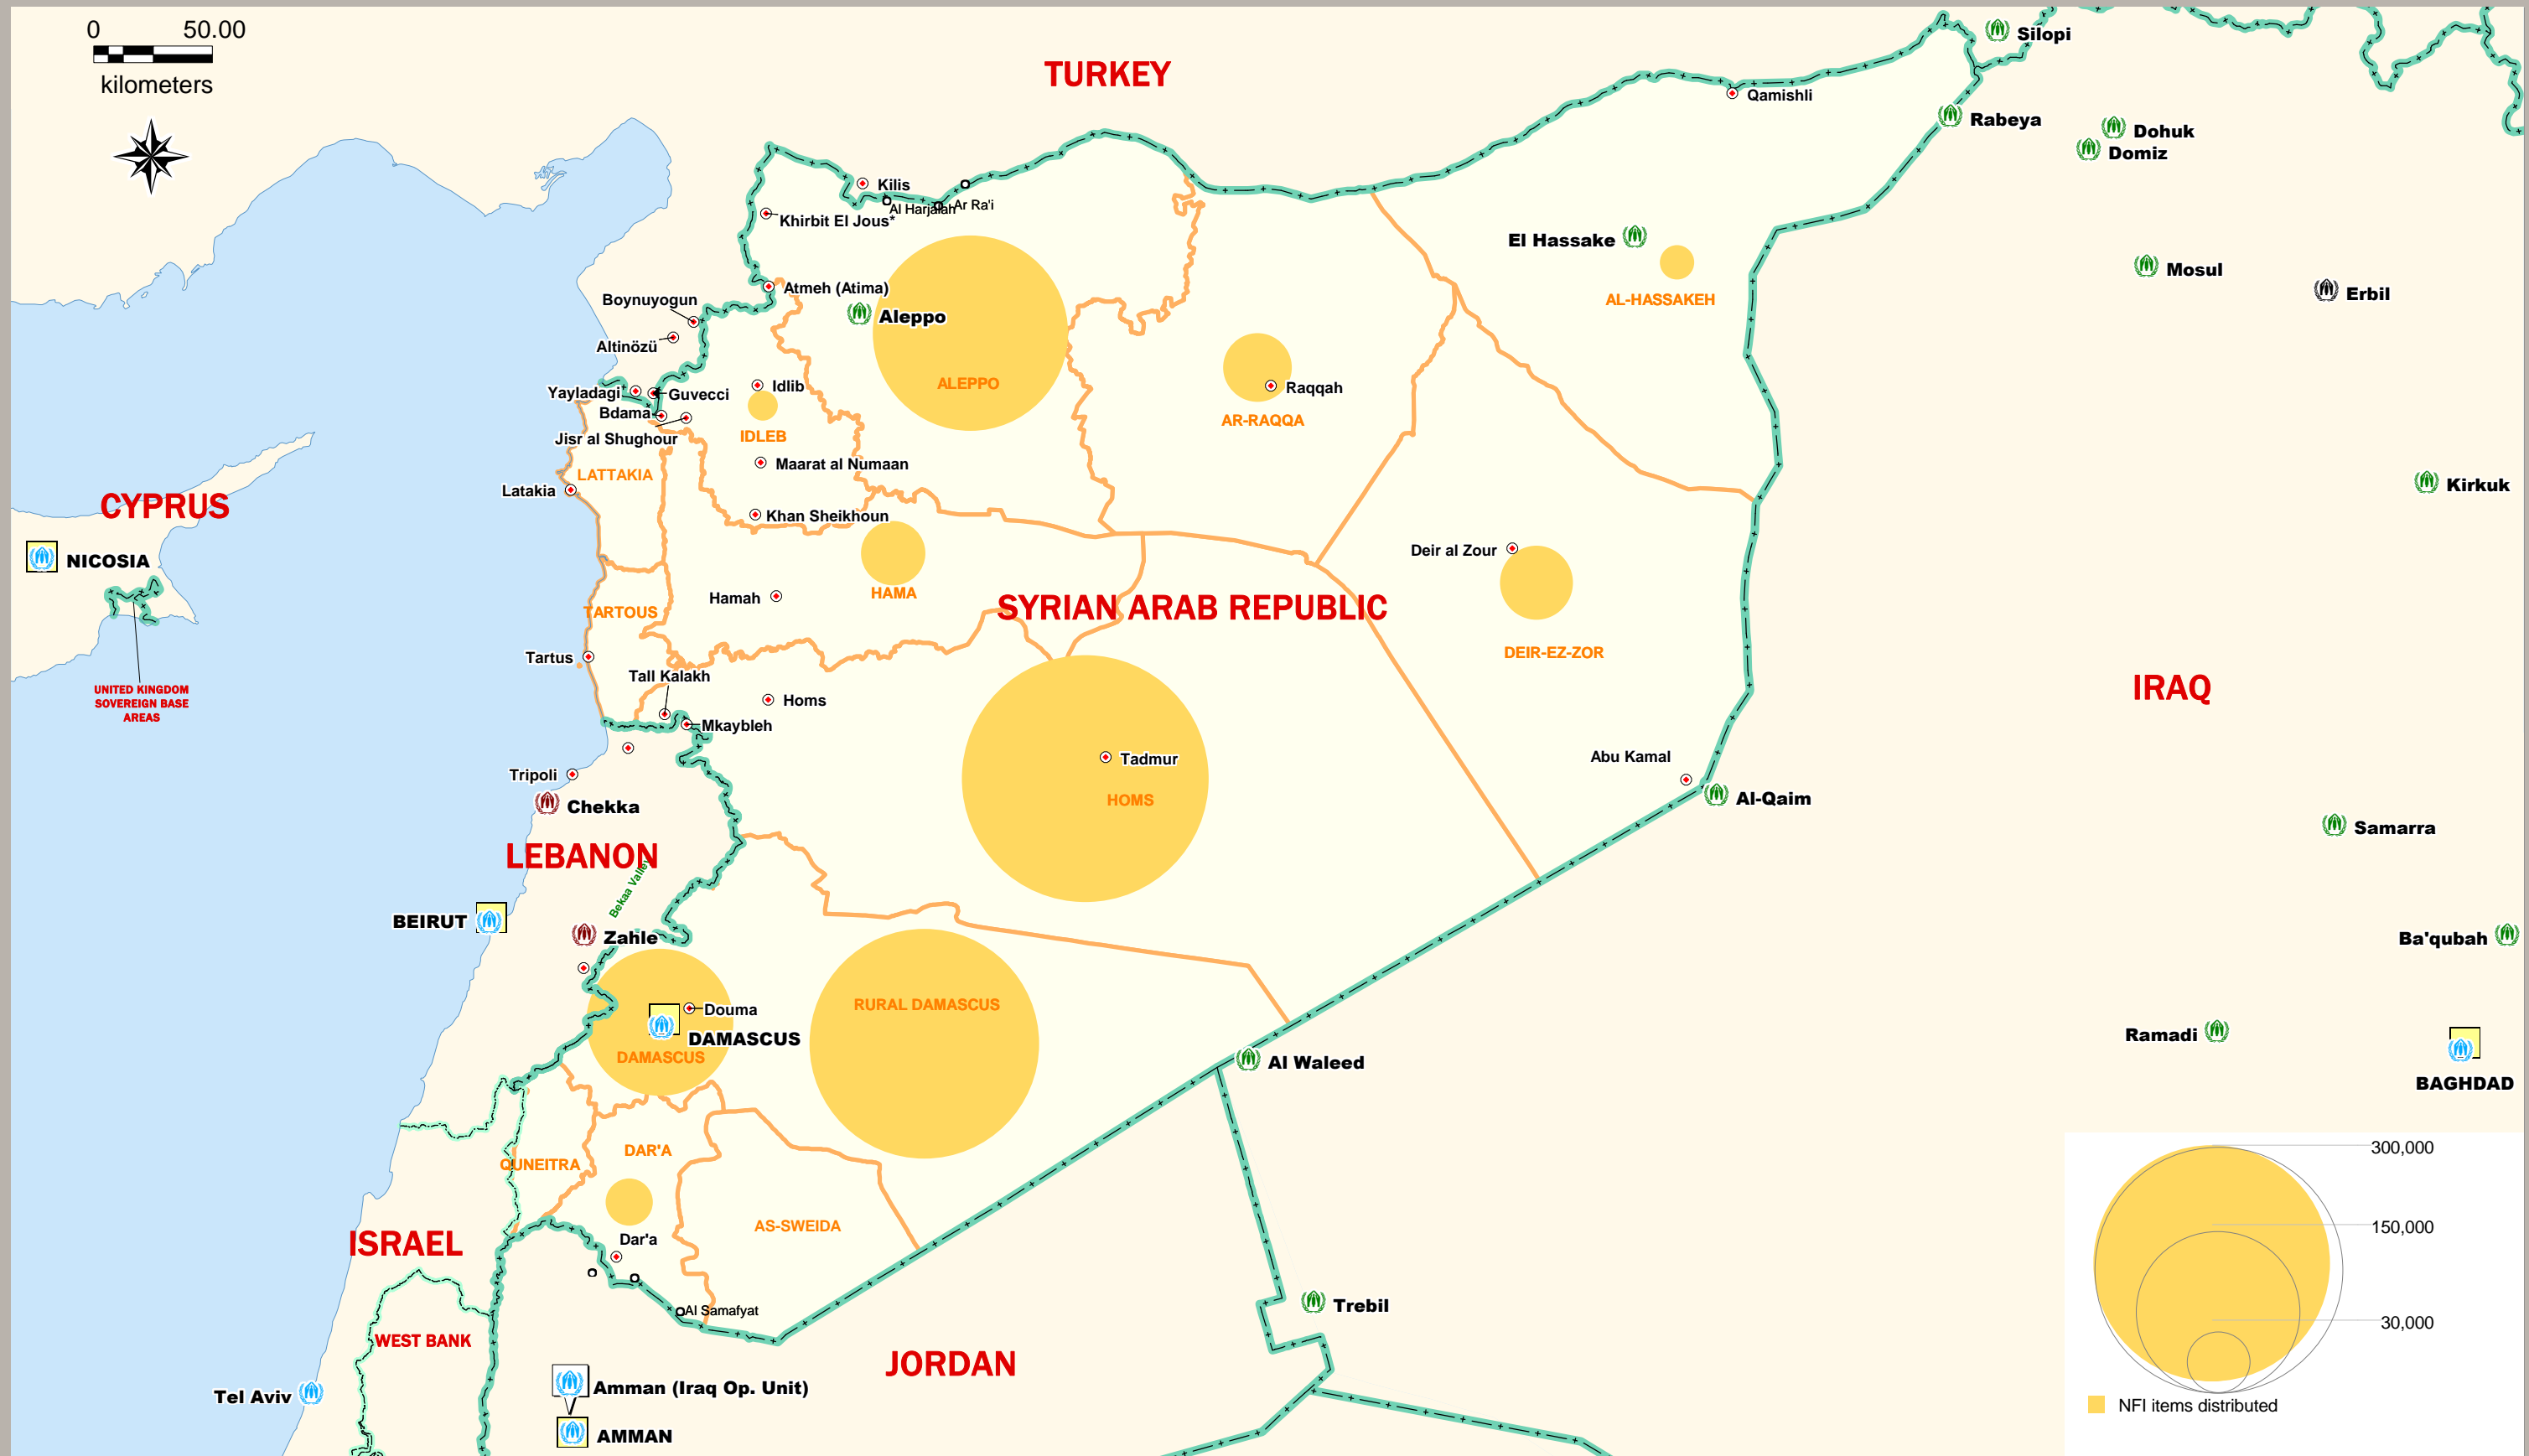 0 50.00
kilometers
TURKEY
Silopi
Qamishli
Rabeya
Dohuk
Domiz
Kilis
Al Harjalah
Ar Ra'i
Khirbit El Jous*
El Hassake
Mosul
Erbil
AL-HASSAKEH
Atmeh (Atima)
Boynuyogun
Aleppo
Altinözü
ALEPPO
Idlib
Raqqah
Yayladagi
Guvecci
Bdama
AR-RAQQA
Jisr al Shughour
IDLEB
Maarat al Numaan
LATTAKIA
Latakia
Kirkuk
CYPRUS
Khan Sheikhoun
NICOSIA
Deir al Zour
HAMA
Hamah
TARTOUS
SYRIAN ARAB REPUBLIC
DEIR-EZ-ZOR
Tartus
Tall Kalakh
UNITED KINGDOM
SOVEREIGN BASE
AREAS
IRAQ
Homs
Mkaybleh
Tadmur
Abu Kamal
Tripoli
HOMS
Al-Qaim
Chekka
Samarra
LEBANON
Bekaa Valley
BEIRUT
Zahle
Ba'qubah
RURAL DAMASCUS
Douma
DAMASCUS
DAMASCUS
Ramadi
Al Waleed
BAGHDAD
DAR'A
QUNEITRA
AS-SWEIDA
Dar'a
ISRAEL
Al Samafyat
Trebil
WEST BANK
JORDAN
Amman (Iraq Op. Unit)
Tel Aviv
AMMAN
300,000
150,000
30,000
NFI items distributed